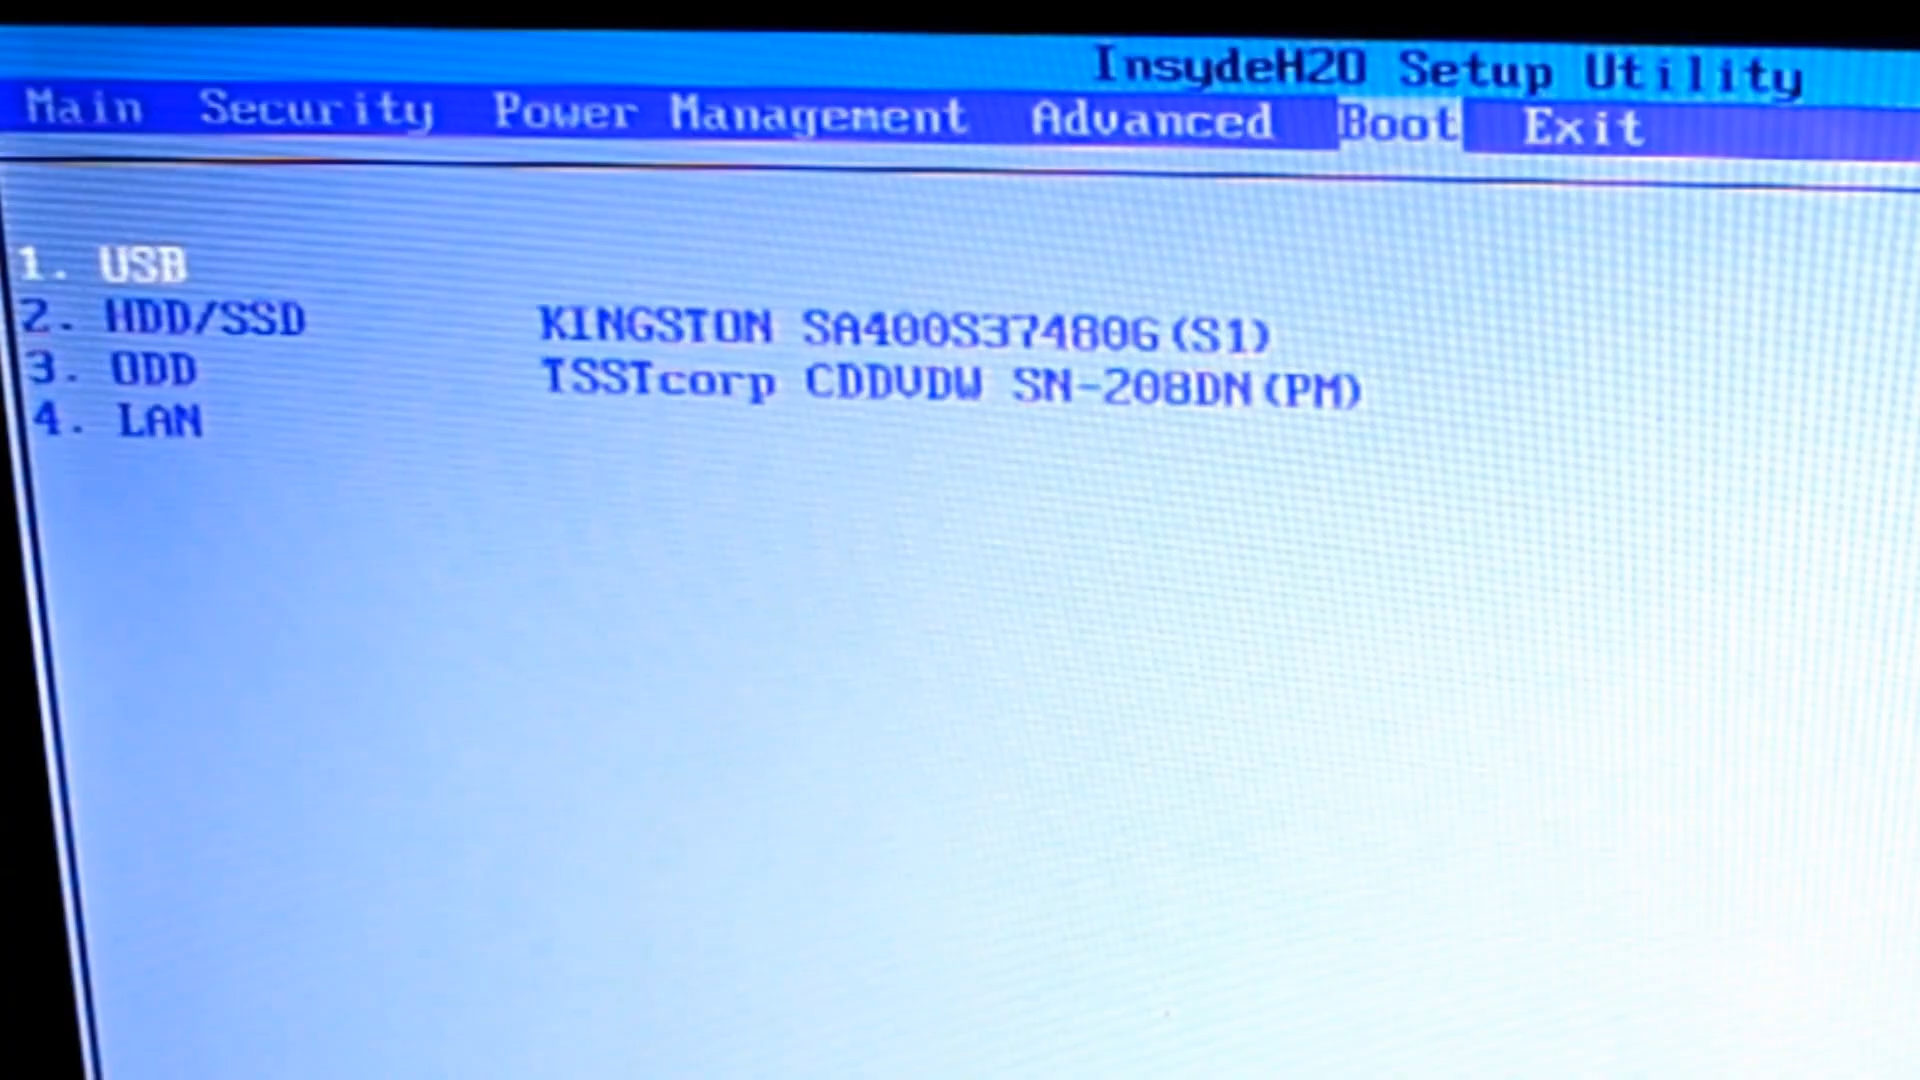 InsydeH20 Setup Utility
Main Security Power Management Advanced Boot Exit
1. USB
2. HDD/SSD KINGSTON SA400S37480G(S1)
3. ODD TSSTcorp CDDVDW SN-208DN(PM)
4. LAN